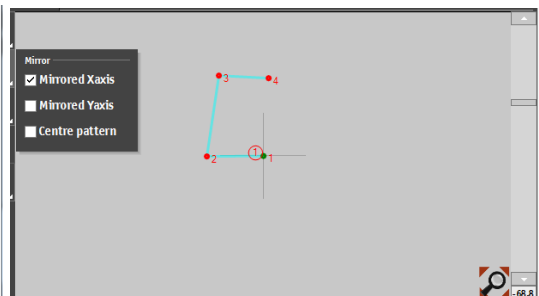 Mirror
Mirrored Xaxis
Mirrored Yaxis
Centre pattern
3
4
1
1
2
-68.8